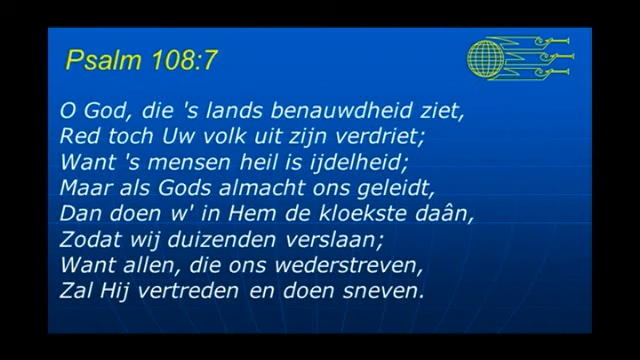 Psalm 108:7
O God, die 's lands benauwdheid ziet,
Red toch Uw volk uit zijn verdriet;
Want 's mensen heil is ijdelheid;
Maar als Gods almacht ons geleidt,
Dan doen w' in Hem de kloekste daân,
Zodat wij duizenden verslaan;
Want allen, die ons wederstreven,
Zal Hij vertreden en doen sneven.